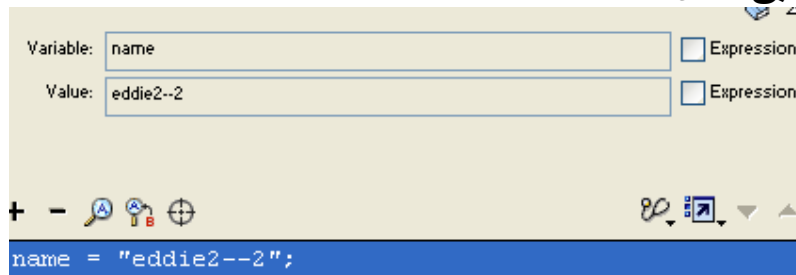 Variable: name Expression
Value: eddie2--2 Expression
name = "eddie2--2";